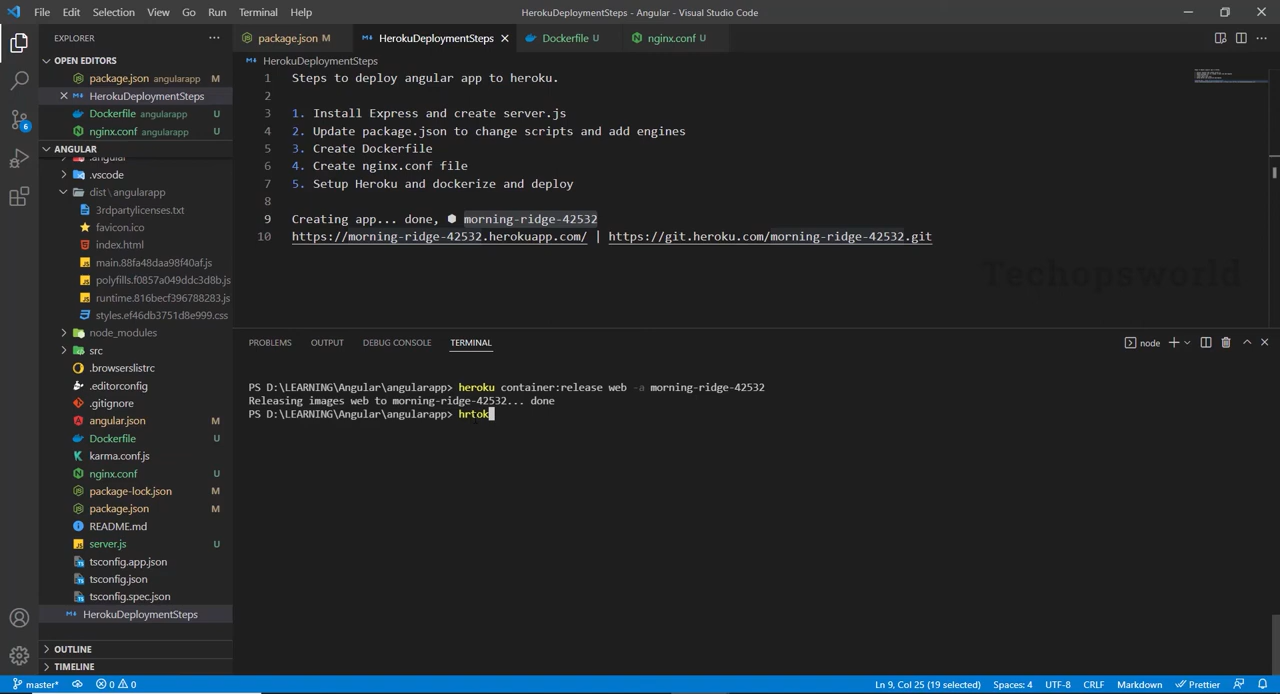 File Edit Selection View Go Run Terminal Help
HerokuDeploymentSteps - Angular - Visual Studio Code
EXPLORER
package.json M
HerokuDeploymentSteps
Dockerfile U
nginx.conf U
OPEN EDITORS
package.json angularapp M
HerokuDeploymentSteps
Dockerfile angularapp U
nginx.conf angularapp U
ANGULAR
.angular
.vscode
dist \ angularapp
3rdpartylicenses.txt
favicon.ico
index.html
main.88fa48daa98f40af.js
polyfills.f0857a049ddc3d8b.js
runtime.816becf396788283.js
styles.ef46db3751d8e999.css
node_modules
src
.browserslistrc
.editorconfig
.gitignore
angular.json M
Dockerfile U
karma.conf.js
nginx.conf U
package-lock.json M
package.json M
README.md
server.js U
tsconfig.app.json
tsconfig.json
tsconfig.spec.json
HerokuDeploymentSteps
OUTLINE
TIMELINE
6
HerokuDeploymentSteps
1 Steps to deploy angular app to heroku.
2
3 1. Install Express and create server.js
4 2. Update package.json to change scripts and add engines
5 3. Create Dockerfile
6 4. Create nginx.conf file
7 5. Setup Heroku and dockerize and deploy
8
9 Creating app... done, ⬢ morning-ridge-42532
10 https://morning-ridge-42532.herokuapp.com/ | https://git.heroku.com/morning-ridge-42532.git
Techopsworld
PROBLEMS OUTPUT DEBUG CONSOLE TERMINAL
node
PS D:\LEARNING\Angular\angularapp> heroku container:release web -a morning-ridge-42532
Releasing images web to morning-ridge-42532... done
PS D:\LEARNING\Angular\angularapp> hrtok
master* 0 0
Ln 9, Col 25 (19 selected) Spaces: 4 UTF-8 CRLF Markdown Prettier